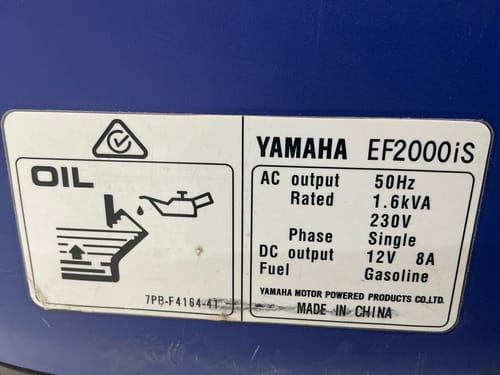 OIL
7PB-F4164-41
YAMAHA EF2000iS
AC output 50Hz
Rated 1.6kVA
230V
Phase Single
DC output 12V 8A
Fuel Gasoline
YAMAHA MOTOR POWERED PRODUCTS CO.,LTD.
MADE IN CHINA